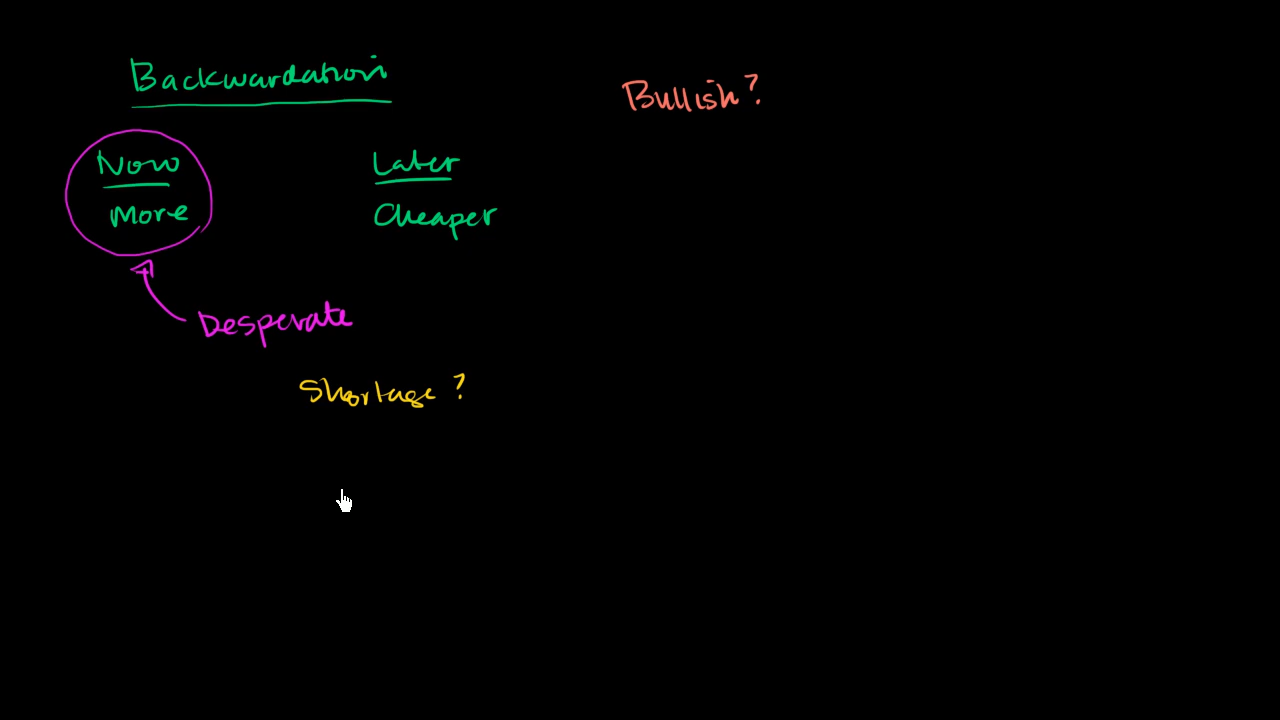 Backwardation
Bullish?
Now
Later
More
Cheaper
Desperate
Shortage?